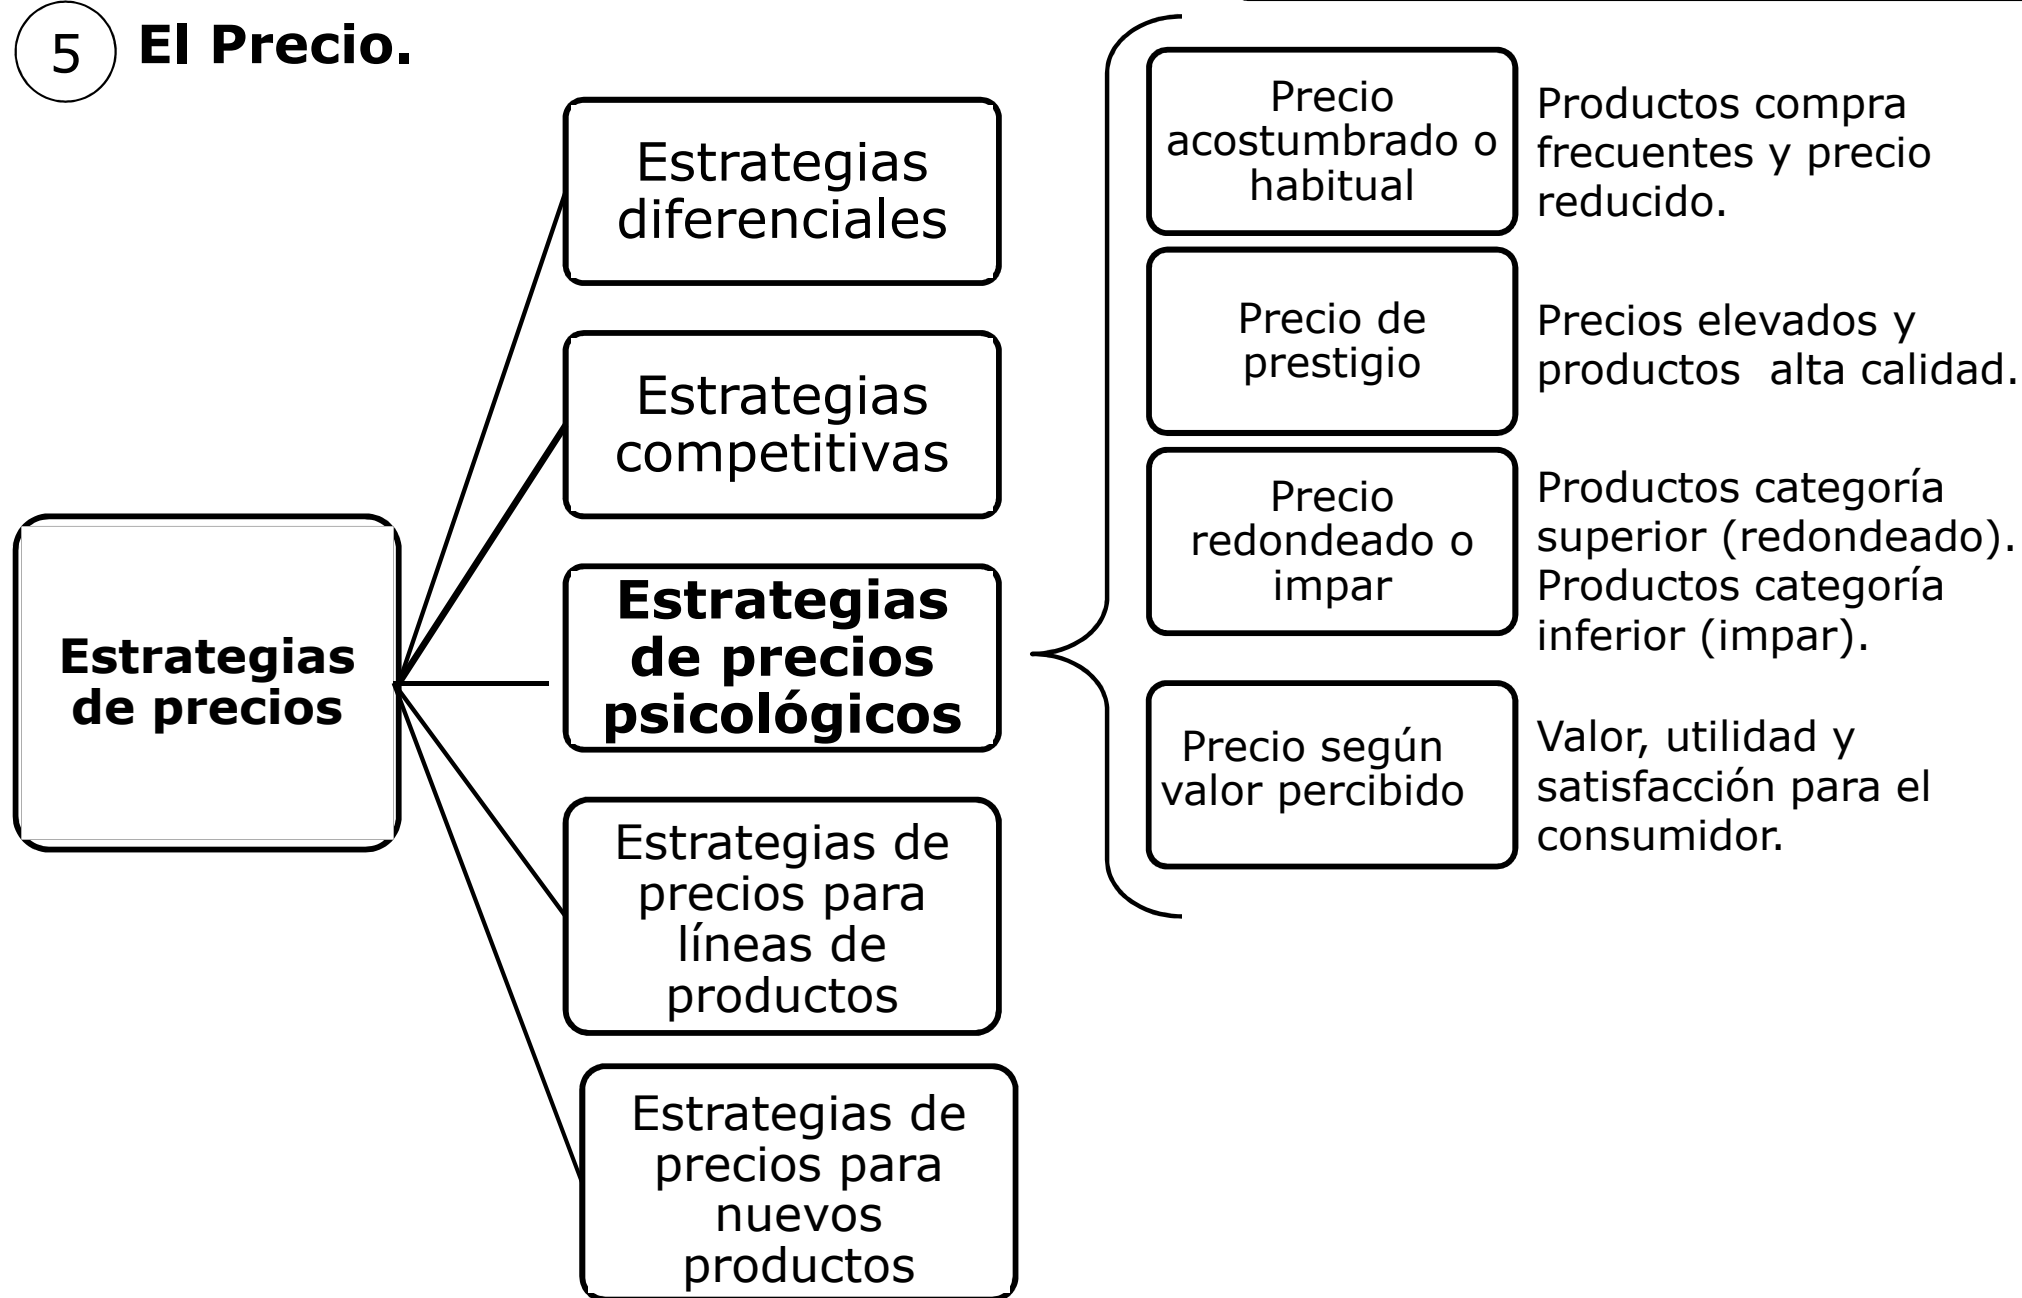 5
El Precio.
Estrategias
de precios
Estrategias
diferenciales
Estrategias
competitivas
Estrategias
de precios
psicológicos
Estrategias de
precios para
líneas de
productos
Estrategias de
precios para
nuevos
productos
Precio
acostumbrado o
habitual
Productos compra
frecuentes y precio
reducido.
Precio de
prestigio
Precios elevados y
productos  alta calidad.
Precio
redondeado o
impar
Productos categoría
superior (redondeado).
Productos categoría
inferior (impar).
Precio según
valor percibido
Valor, utilidad y
satisfacción para el
consumidor.